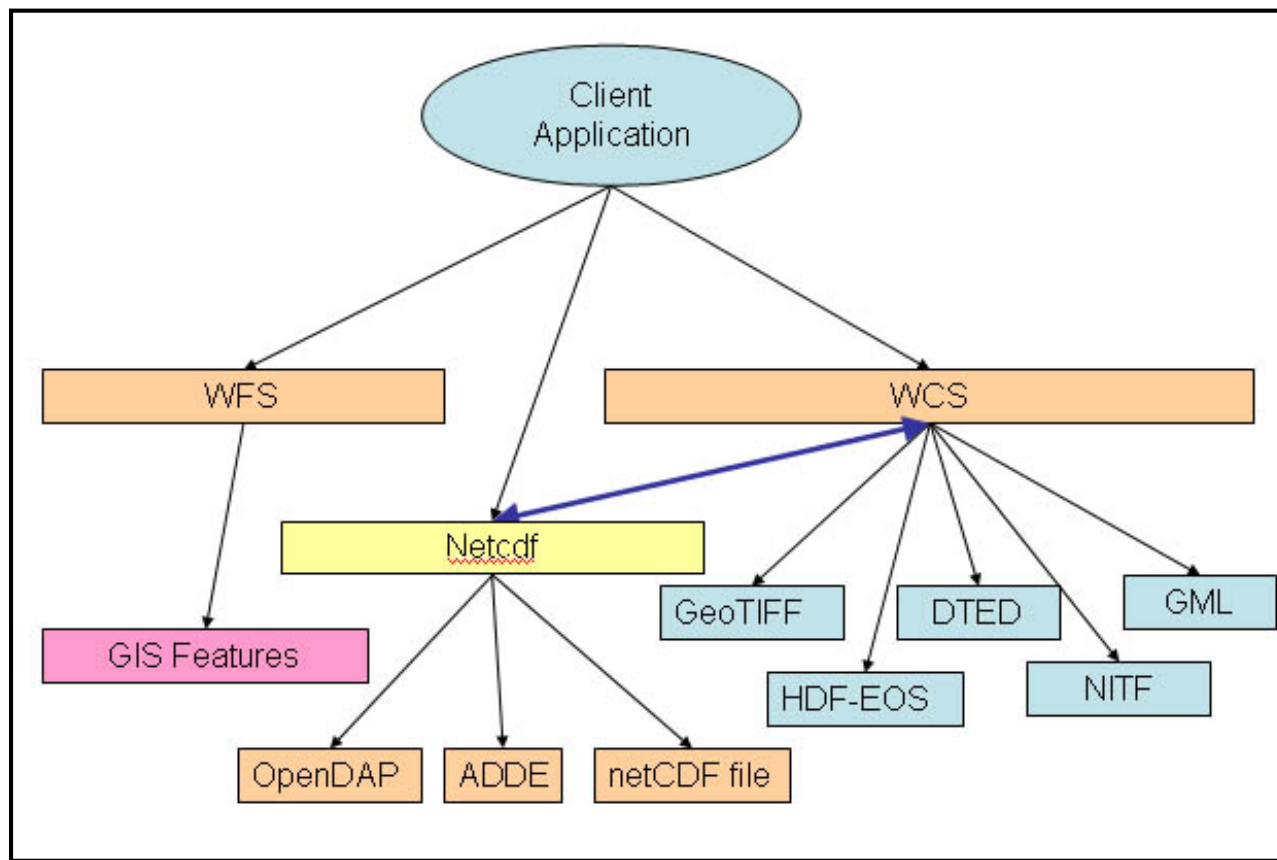 Client
Application
WFS
WCS
Netcdf
GeoTIFF
DTED
GML
GIS Features
HDF-EOS
NITF
OpenDAP
ADDE
netCDF file